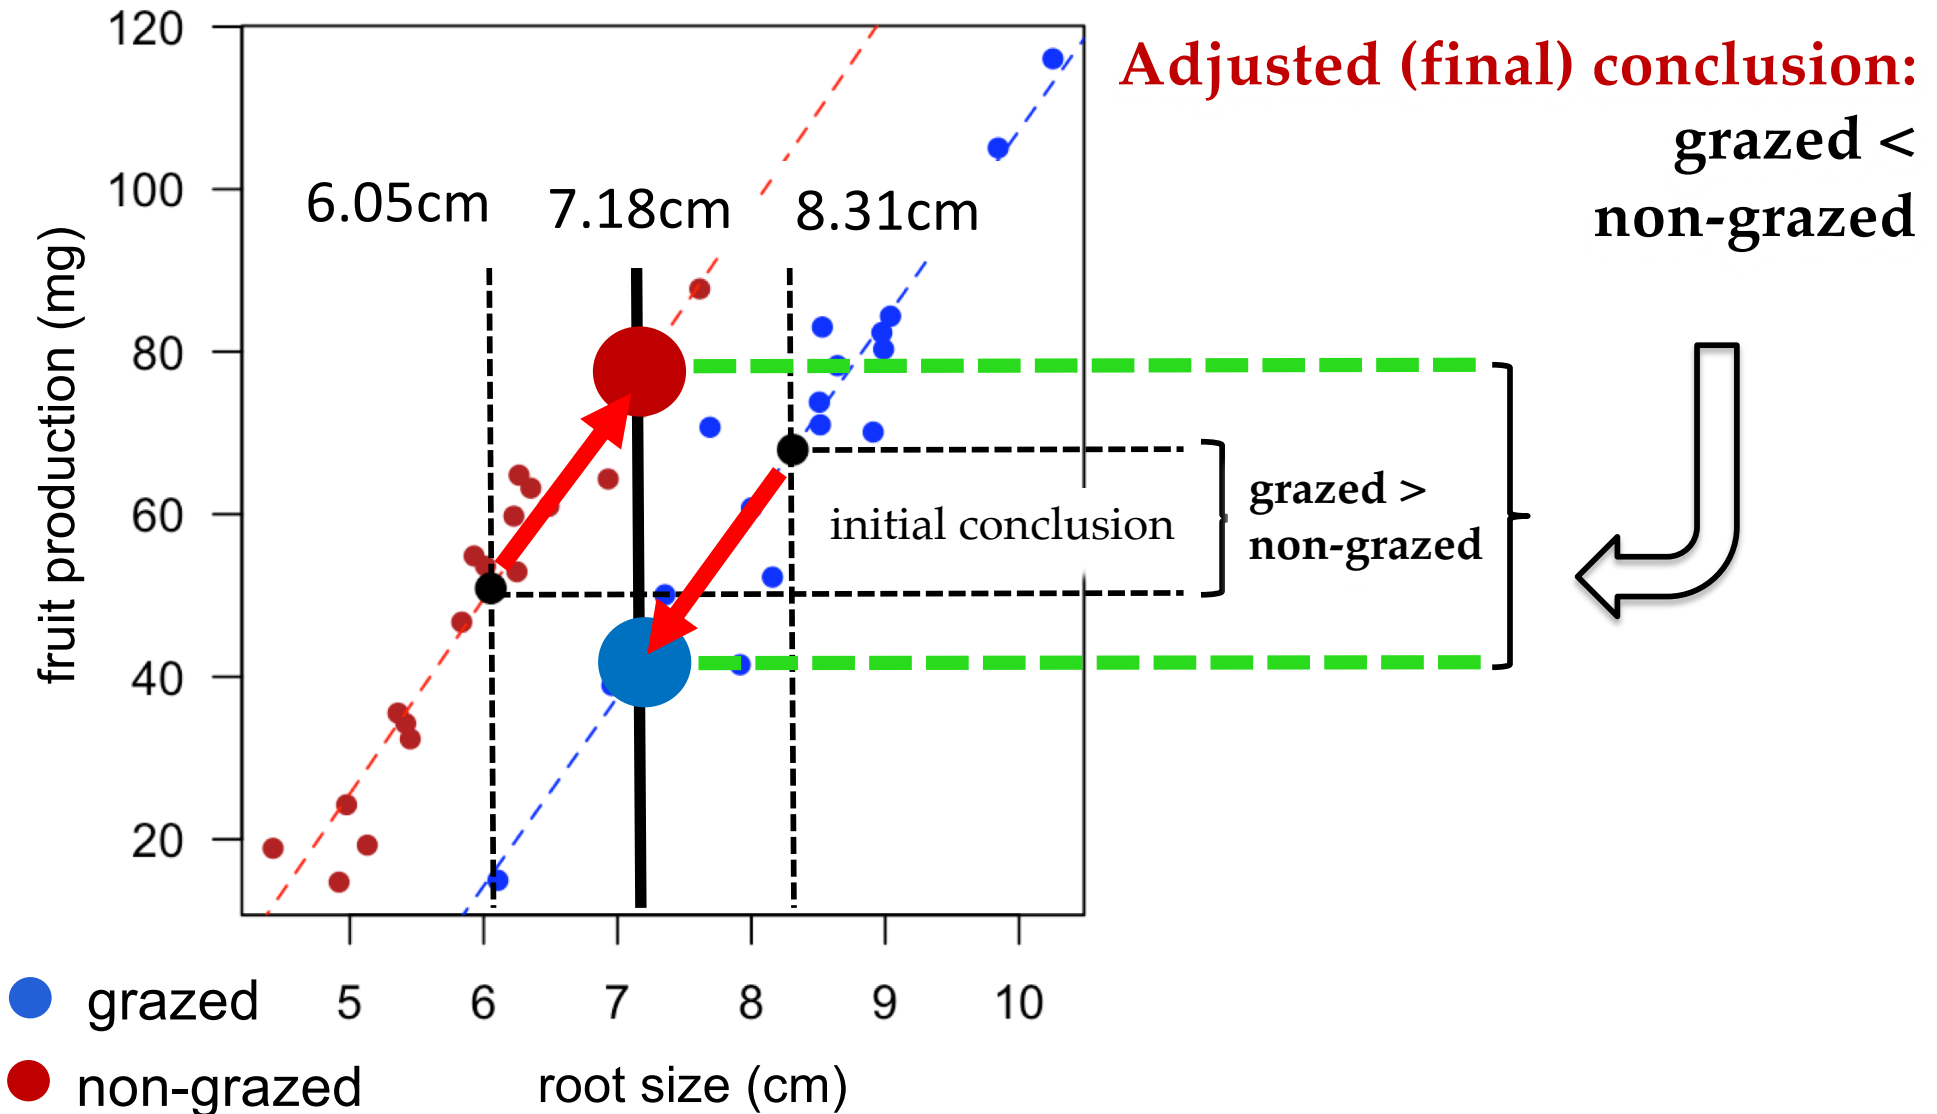 Adjusted (final) conclusion:
grazed <
non-grazed
120
100
80
60
40
20
fruit production (mg)
6.05cm
7.18cm
8.31cm
initial conclusion
grazed >
non-grazed
5
6
7
8
9
10
root size (cm)
grazed
non-grazed